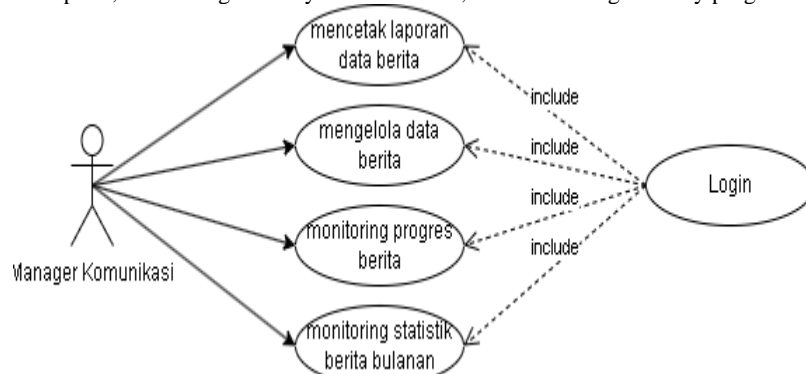 mencetak laporan
data berita
include
mengelola data
berita
include
Login
include
monitoring progres
berita
Manager Komunikasi
include
monitoring statistik
berita bulanan